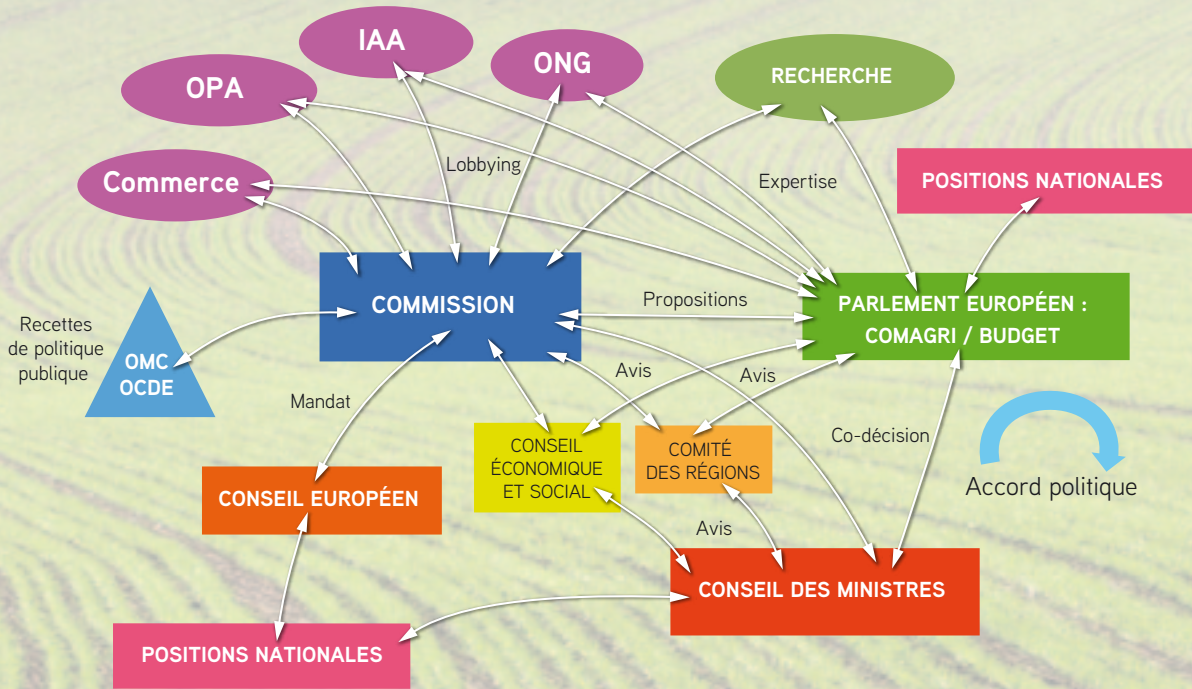 IAA
ONG
OPA
RECHERCHE
Lobbying
Commerce
Expertise
POSITIONS NATIONALES
COMMISSION
Propositions
PARLEMENT EUROPÉEN :
COMAGRI / BUDGET
Recettes
de politique
publique
OMC
OCDE
Mandat
Avis
Avis
CONSEIL
ÉCONOMIQUE
ET SOCIAL
COMITÉ
DES RÉGIONS
Co-décision
Accord politique
CONSEIL EUROPÉEN
Avis
CONSEIL DES MINISTRES
POSITIONS NATIONALES